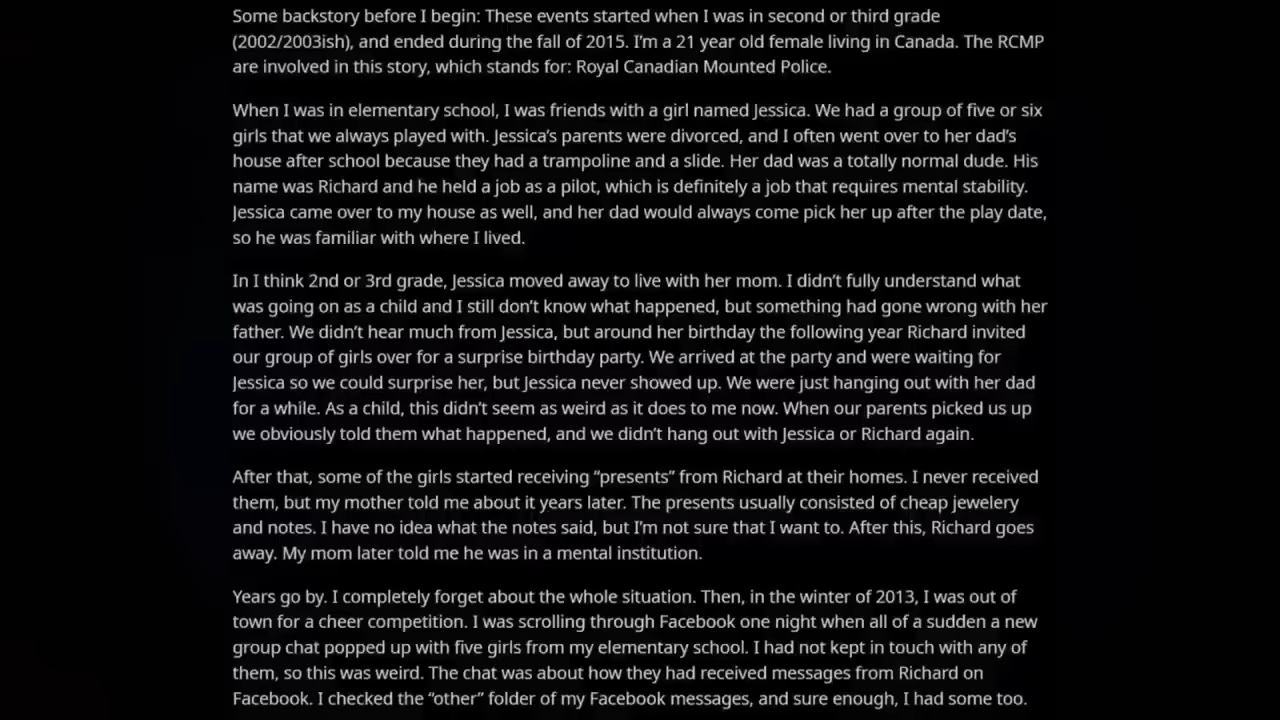 Some backstory before I begin: These events started when I was in second or third grade
(2002/2003ish), and ended during the fall of 2015. I'm a 21 year old female living in Canada. The RCMP
are involved in this story, which stands for: Royal Canadian Mounted Police.
When I was in elementary school, I was friends with a girl named Jessica. We had a group of five or six
girls that we always played with. Jessica's parents were divorced, and I often went over to her dad's
house after school because they had a trampoline and a slide. Her dad was a totally normal dude. His
name was Richard and he held a job as a pilot, which is definitely a job that requires mental stability.
Jessica came over to my house as well, and her dad would always come pick her up after the play date,
so he was familiar with where I lived.
In I think 2nd or 3rd grade, Jessica moved away to live with her mom. I didn't fully understand what
was going on as a child and I still don't know what happened, but something had gone wrong with her
father. We didn't hear much from Jessica, but around her birthday the following year Richard invited
our group of girls over for a surprise birthday party. We arrived at the party and were waiting for
Jessica so we could surprise her, but Jessica never showed up. We were just hanging out with her dad
for a while. As a child, this didn't seem as weird as it does to me now. When our parents picked us up
we obviously told them what happened, and we didn't hang out with Jessica or Richard again.
After that, some of the girls started receiving “presents” from Richard at their homes. I never received
them, but my mother told me about it years later. The presents usually consisted of cheap jewelery
and notes. I have no idea what the notes said, but I'm not sure that I want to. After this, Richard goes
away. My mom later told me he was in a mental institution.
Years go by. I completely forget about the whole situation. Then, in the winter of 2013, I was out of
town for a cheer competition. I was scrolling through Facebook one night when all of a sudden a new
group chat popped up with five girls from my elementary school. I had not kept in touch with any of
them, so this was weird. The chat was about how they had received messages from Richard on
Facebook. I checked the “other” folder of my Facebook messages, and sure enough, I had some too.